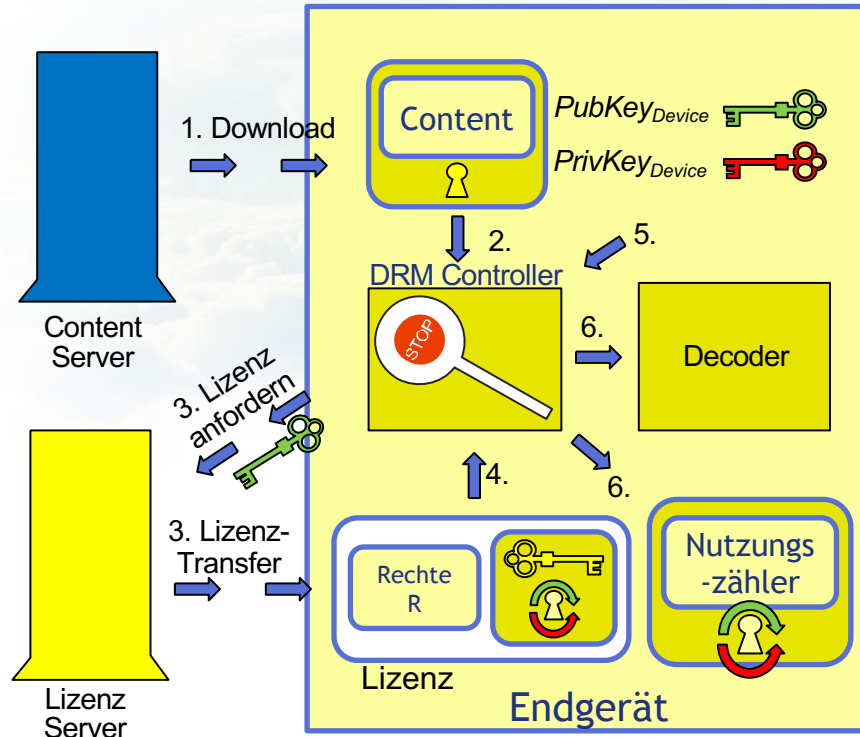 1. Download
Content
PubKeyDevice
PrivKeyDevice
2.
5.
DRM Controller
STOP
6.
Decoder
Content
Server
3. Lizenz
anfordern
4.
6.
3. Lizenz-
Transfer
Rechte
R
Nutzungs
-zähler
Lizenz
Endgerät
Lizenz
Server